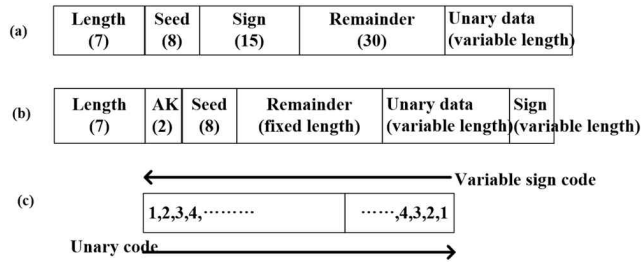 (a)
Length Seed Sign Remainder Unary data
(7) (8) (15) (30) (variable length)
(b)
Length AK Seed Remainder Unary data Sign
(7) (2) (8) (fixed length) (variable length) (variable length)
Variable sign code
(c)
1,2,3,4,⋯⋯⋯ ⋯⋯,4,3,2,1
Unary code